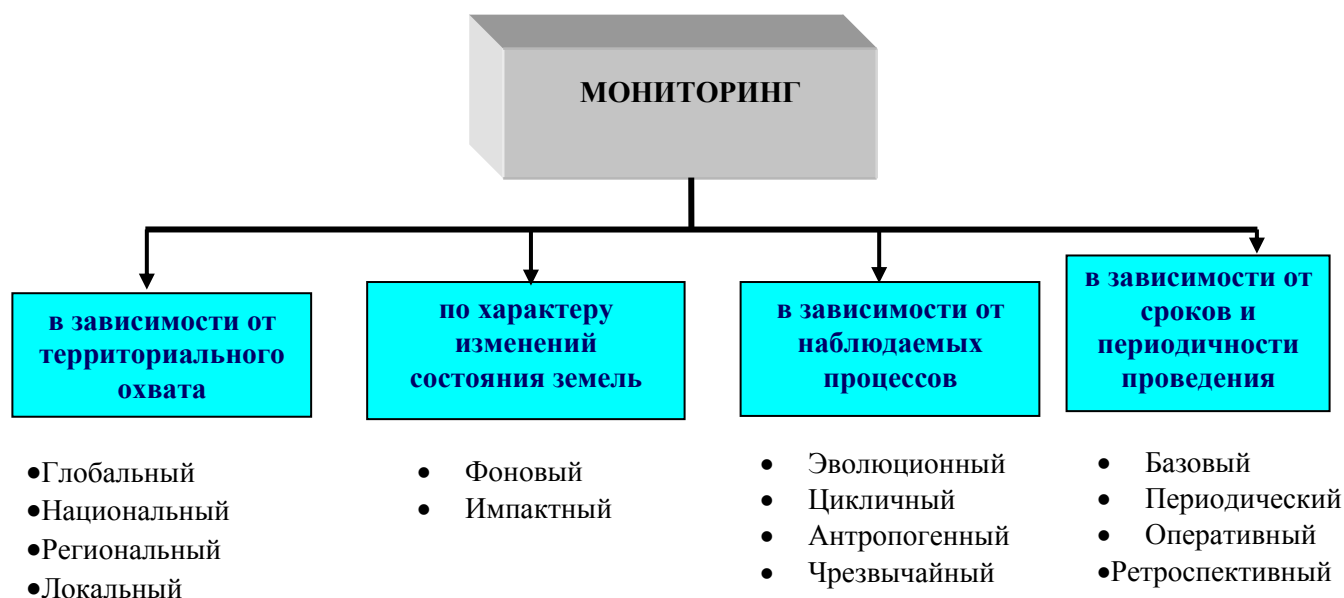 МОНИТОРИНГ
в зависимости от
территориального
охвата
•Глобальный
•Национальный
•Региональный
•Локальный
по характеру
изменений
состояния земель
• Фоновый
• Импактный
в зависимости от
наблюдаемых
процессов
• Эволюционный
• Цикличный
• Антропогенный
• Чрезвычайный
в зависимости от
сроков и
периодичности
проведения
• Базовый
• Периодический
• Оперативный
•Ретроспективный